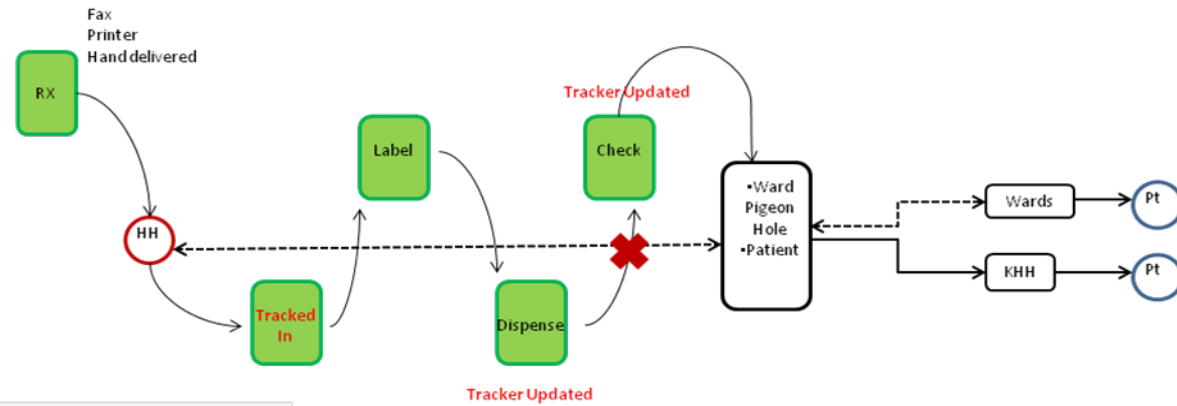 Fax
Printer
Hand delivered
RX
HH
Tracked
In
Label
Dispense
Tracker Updated
Tracker Updated
Check
▪Ward
Pigeon
Hole
▪Patient
Wards
Pt
KHH
Pt